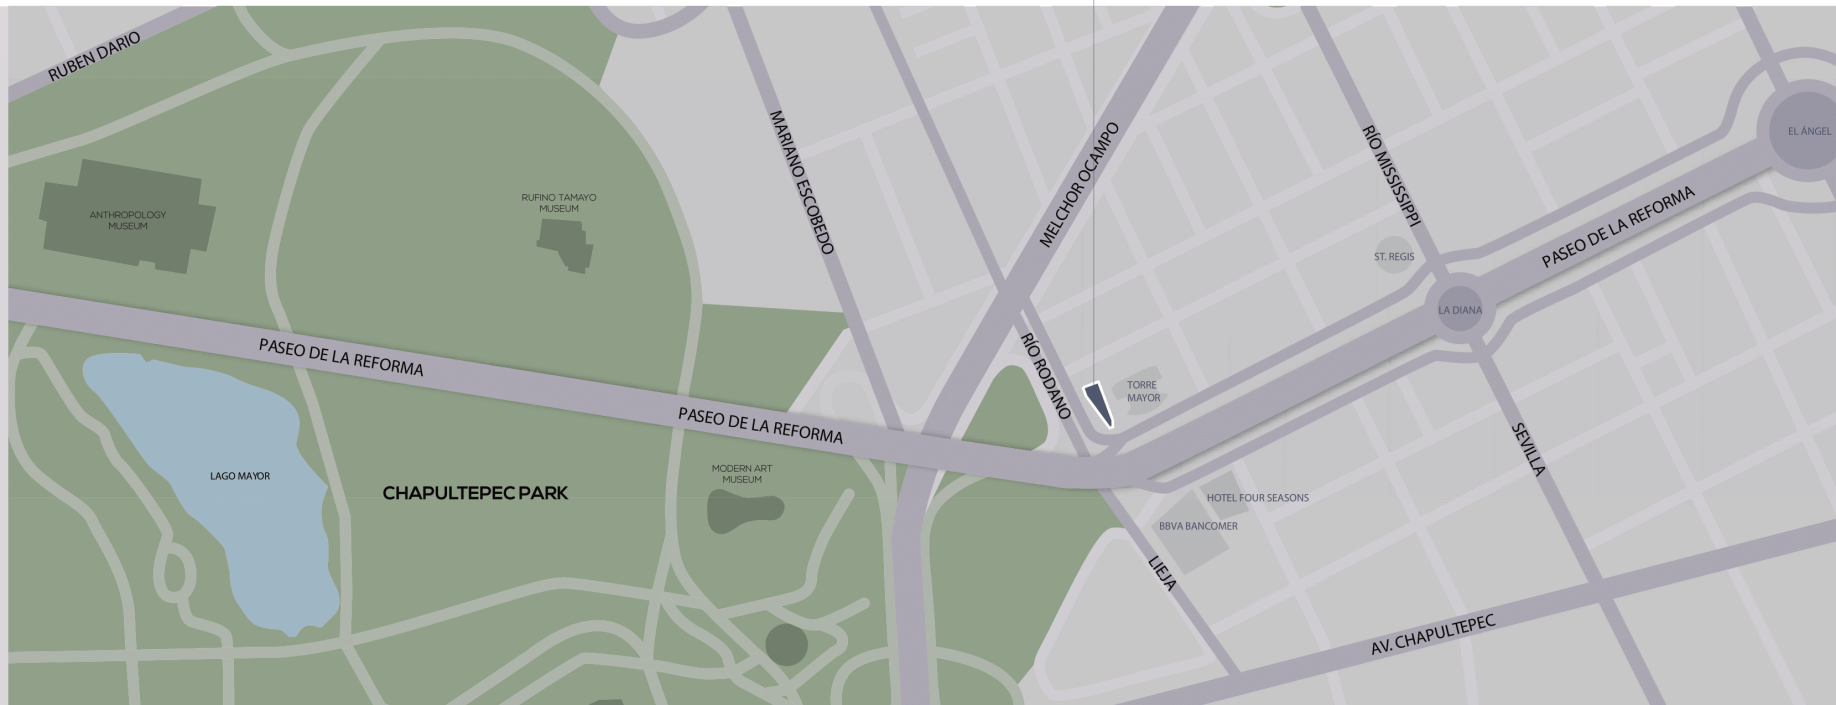 RUBEN DARIO
MARIANO ESCOBEDO
MELCHOR OCAMPO
RÍO MISSISSIPPI
EL ÁNGEL
ANTHROPOLOGY
MUSEUM
RUFINO TAMAYO
MUSEUM
PASEO DE LA REFORMA
ST. REGIS
LA DIANA
PASEO DE LA REFORMA
RÍO RODANO
TORRE
MAYOR
PASEO DE LA REFORMA
LAGO MAYOR
CHAPULTEPEC PARK
MODERN ART
MUSEUM
SEVILLA
HOTEL FOUR SEASONS
BBVA BANCOMER
LIEJA
AV. CHAPULTEPEC